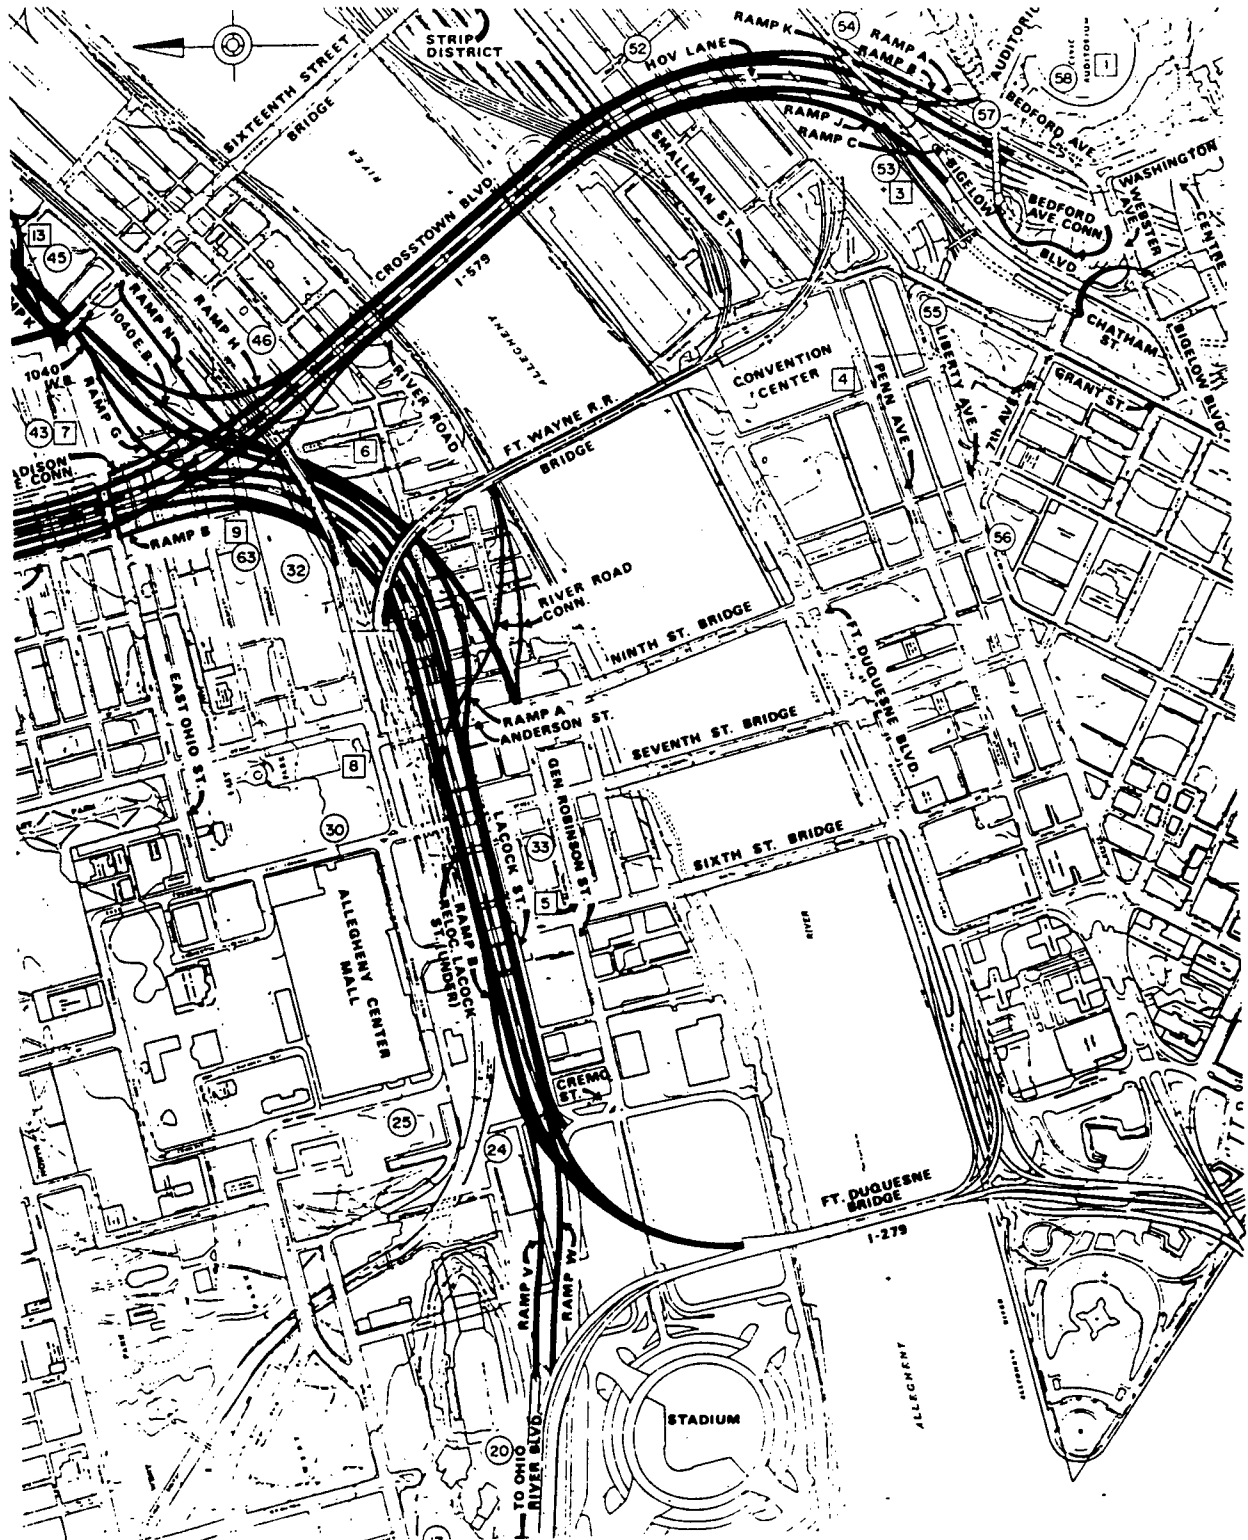 STRIP
DISTRICT
SIXTEENTH STREET
BRIDGE
RIVER
52
HOV LANE
RAMP K
54
RAMP A
RAMP B
58
CIVIC
AUDITORIUM
1
57
BEDFORD AVE.
WASHINGTON
RAMP J
RAMP C
53
3
BIGELOW
BLVD.
BEDFORD
AVE. CONN.
WEBSTER
AVE.
CENTRE
SMALLMAN ST.
CROSSTOWN BLVD.
I-579
ALLEGHENY
13
45
RAMP N
1040 E.B.
RAMP H
46
1040
W.B.
RAMP G
43
7
RIVER ROAD
6
FT. WAYNE R.R.
BRIDGE
CONVENTION
CENTER
4
PENN AVE.
55
LIBERTY AVE.
7th AVE.
GRANT ST.
CHATHAM
ST.
BIGELOW BLVD.
RAMP S
9
63
32
56
RIVER ROAD
CONN.
NINTH ST. BRIDGE
FT. DUQUESNE BLVD.
EAST OHIO ST.
RAMP A
ANDERSON ST.
SEVENTH ST. BRIDGE
8
GEN. ROBINSON ST.
30
LACOCK ST.
33
SIXTH ST. BRIDGE
5
ALLEGHENY CENTER
MALL
RAMP B
RELOC. LACOCK
ST. (UNDER)
RIVER
CREMO
ST.
25
24
FT. DUQUESNE
BRIDGE
I-279
RAMP V
RAMP W
ALLEGHENY
STADIUM
20
TO OHIO
RIVER BLVD.